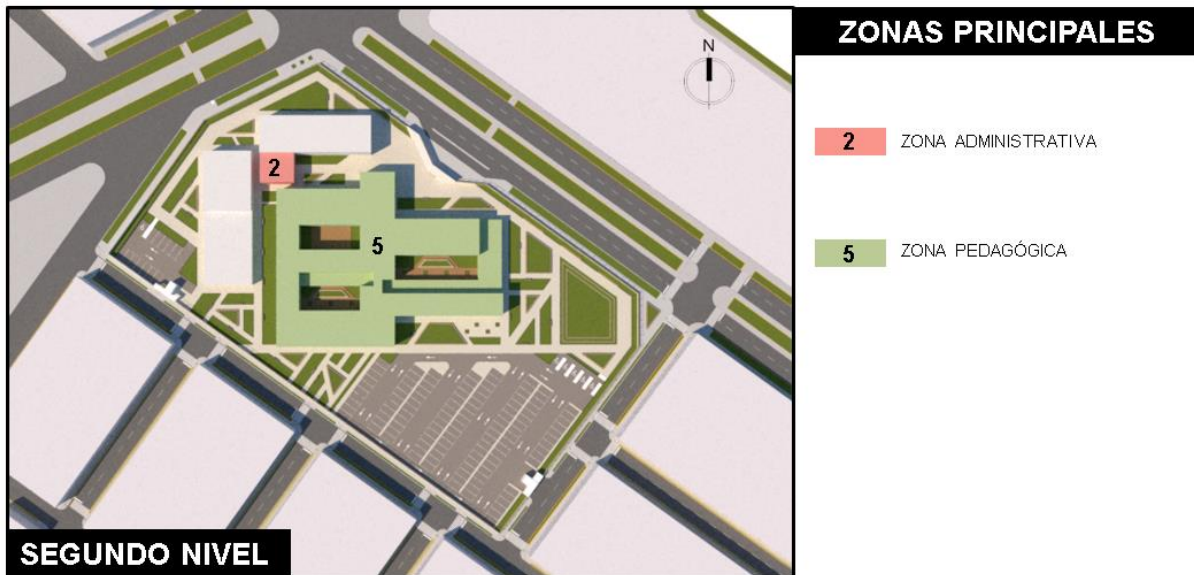 ZONAS PRINCIPALES
N
2 ZONA ADMINISTRATIVA
2
5
5 ZONA PEDAGÓGICA
SEGUNDO NIVEL